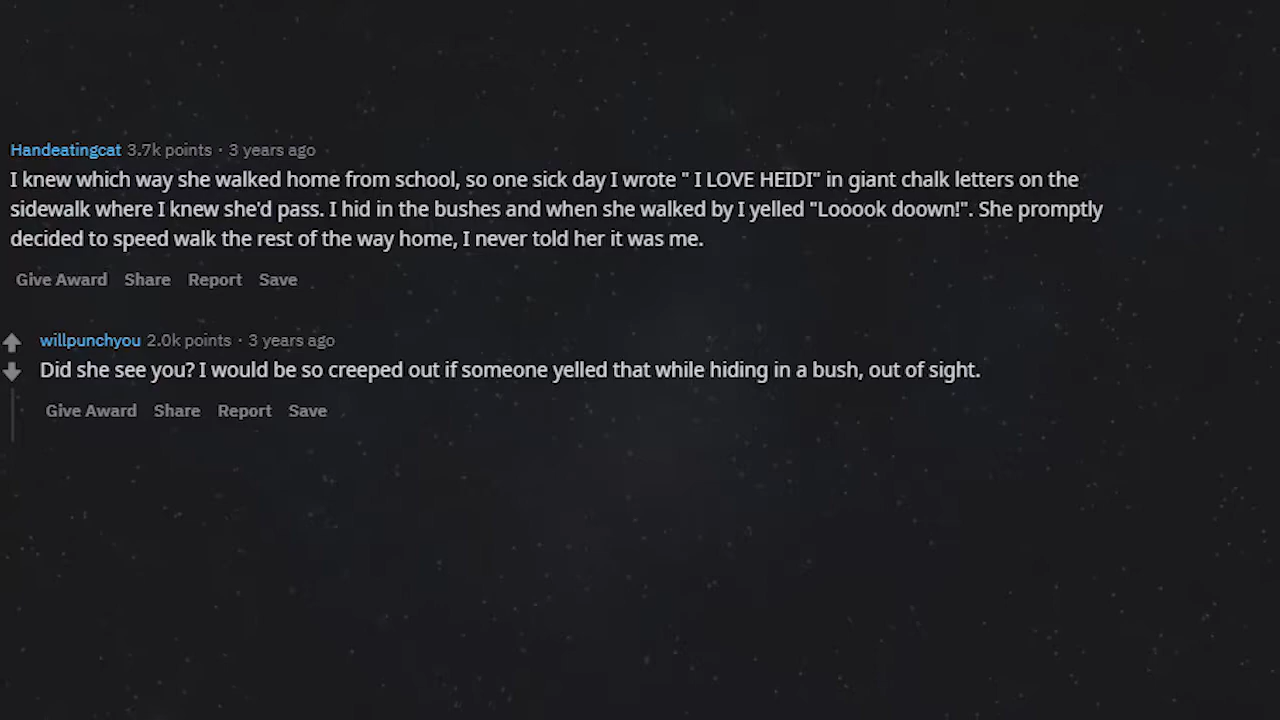 Handeatingcat 3.7k points · 3 years ago
I knew which way she walked home from school, so one sick day I wrote " I LOVE HEIDI" in giant chalk letters on the
sidewalk where I knew she'd pass. I hid in the bushes and when she walked by I yelled "Looook doown!". She promptly
decided to speed walk the rest of the way home, I never told her it was me.
Give Award Share Report Save
willpunchyou 2.0k points · 3 years ago
Did she see you? I would be so creeped out if someone yelled that while hiding in a bush, out of sight.
Give Award Share Report Save